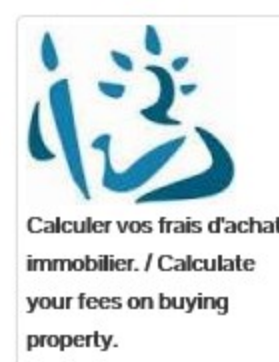 Calculer vos frais d'achat
immobilier. / Calculate
your fees on buying
property.